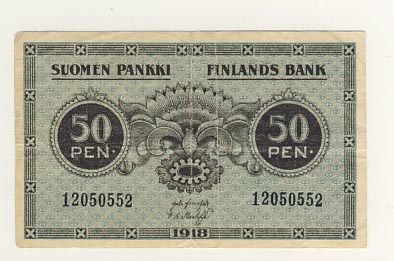 SUOMEN PANKKI FINLANDS BANK
50 PEN. 50 PEN.
12050552 12050552
1918